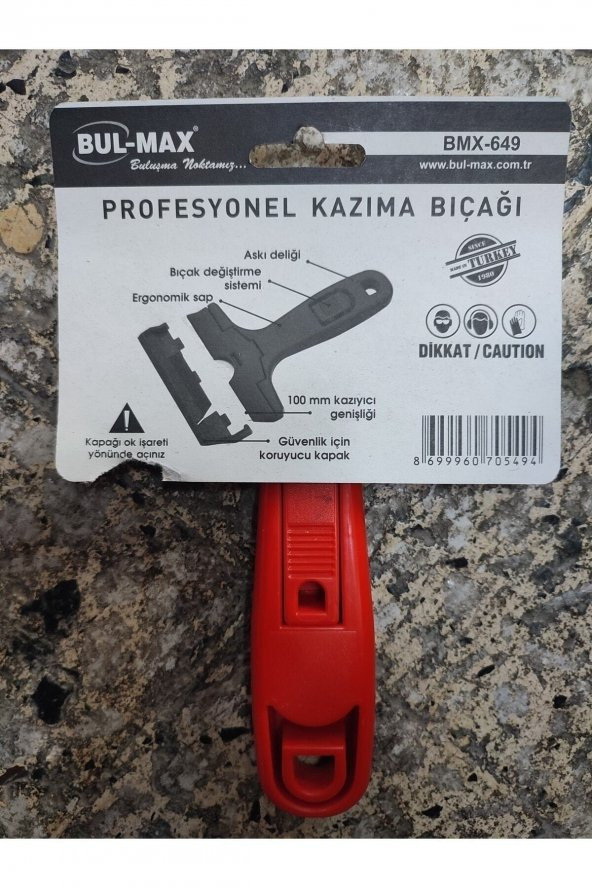 BUL-MAX®
Buluşma Noktamız...
BMX-649
www.bul-max.com.tr
PROFESYONEL KAZIMA BIÇAĞI
Askı deliği
Bıçak değiştirme
sistemi
Ergonomik sap
SINCE
MADE IN
TURKEY
1980
DİKKAT / CAUTION
100 mm kazıyıcı
genişliği
Güvenlik için
koruyucu kapak
Kapağı ok işareti
yönünde açınız
8 699960 705494